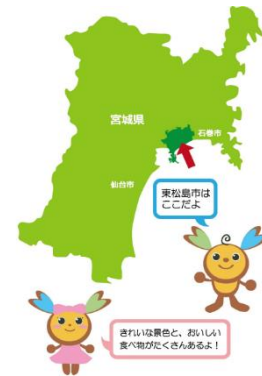 宮城県
石巻市
仙台市
東松島市は
ここだよ
きれいな景色と、おいしい
食べ物がたくさんあるよ！